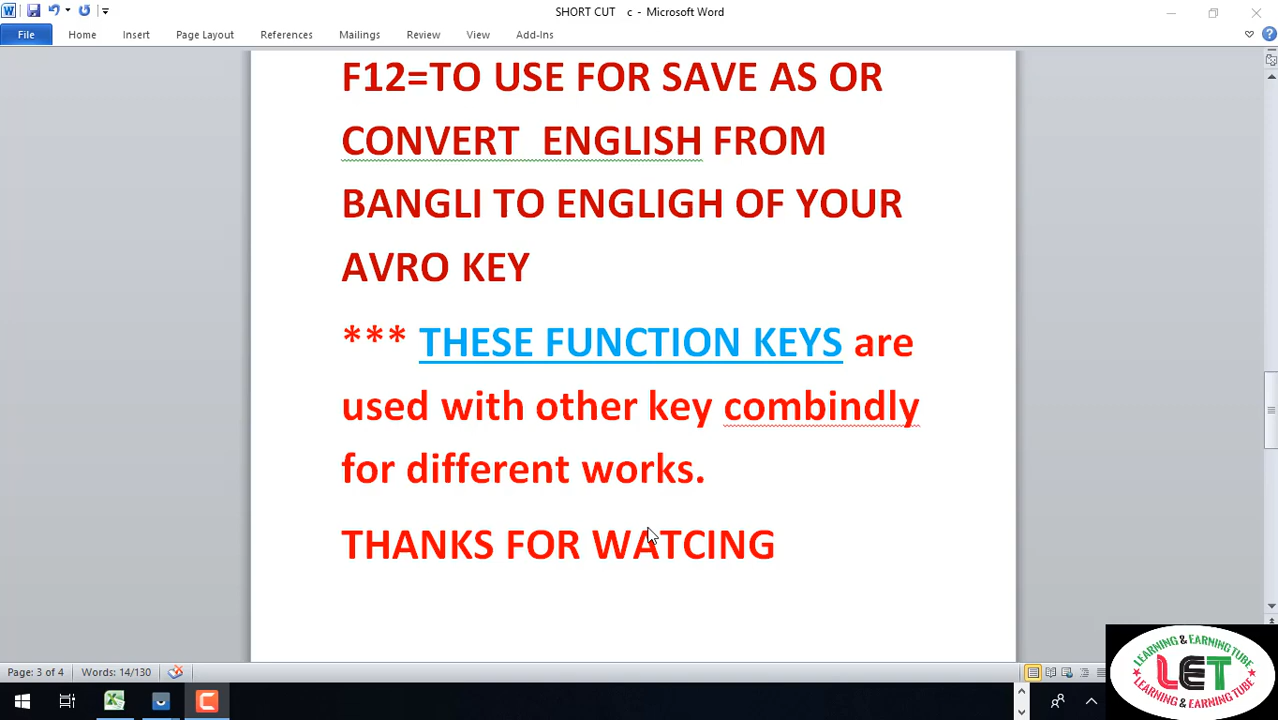 SHORT CUT c - Microsoft Word
File Home Insert Page Layout References Mailings Review View Add-Ins
F12=TO USE FOR SAVE AS OR
CONVERT ENGLISH FROM
BANGLI TO ENGLIGH OF YOUR
AVRO KEY
*** THESE FUNCTION KEYS are
used with other key combindly
for different works.
THANKS FOR WATCING
Page: 3 of 4 Words: 14/130
LEARNING & EARNING TUBE
LET
LEARNING & EARNING TUBE